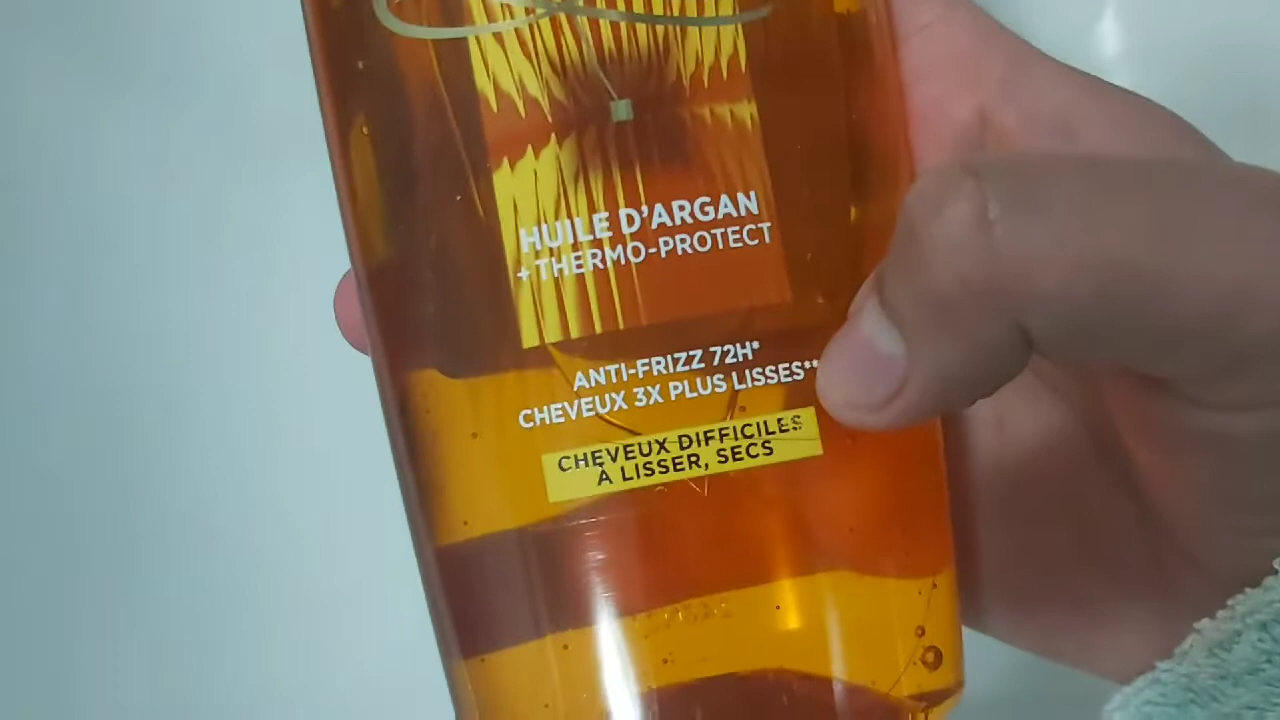 HUILE D'ARGAN
+ THERMO-PROTECT
ANTI-FRIZZ 72H*
CHEVEUX 3X PLUS LISSES**
CHEVEUX DIFFICILES
À LISSER, SECS